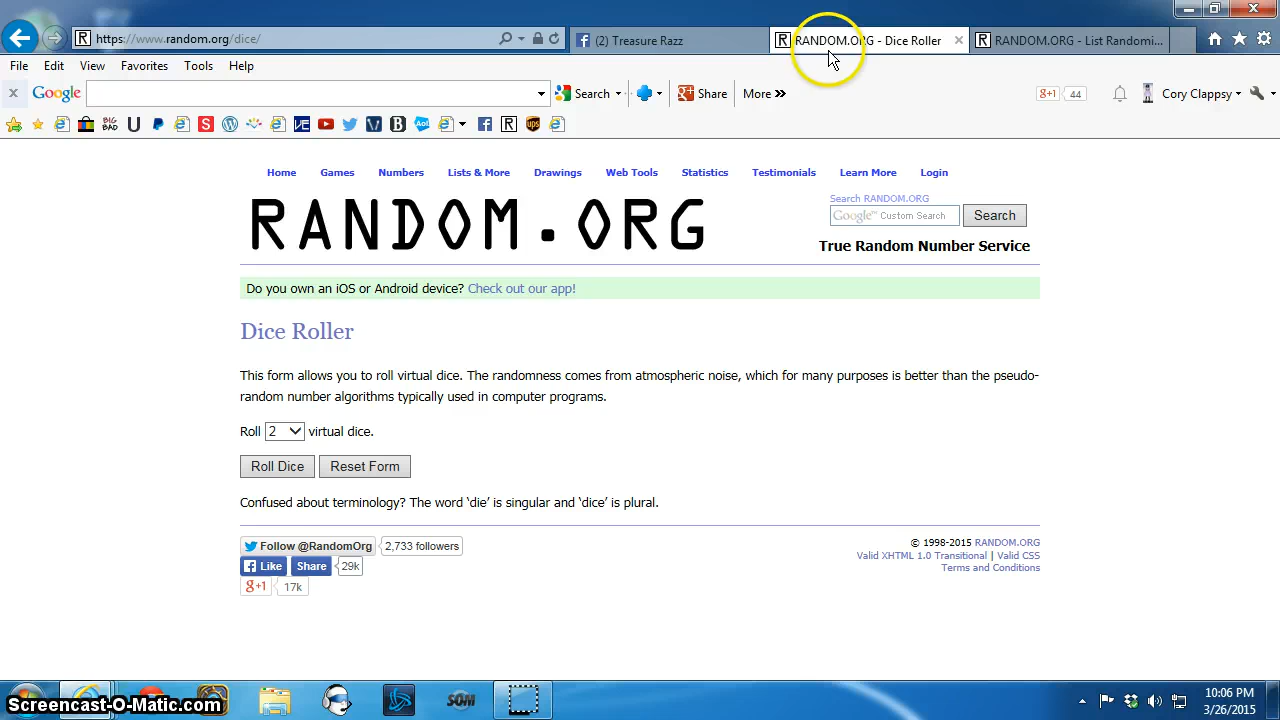 https://www.random.org/dice/
(2) Treasure Razz
RANDOM.ORG - Dice Roller
RANDOM.ORG - List Randomi...
File Edit View Favorites Tools Help
Google
Search
Share
More »
g+1 44
Cory Clappsy
BIG BAD
Home Games Numbers Lists & More Drawings Web Tools Statistics Testimonials Learn More Login
RANDOM.ORG
Search RANDOM.ORG
Google™ Custom Search
Search
True Random Number Service
Do you own an iOS or Android device? Check out our app!
Dice Roller
This form allows you to roll virtual dice. The randomness comes from atmospheric noise, which for many purposes is better than the pseudo-
random number algorithms typically used in computer programs.
Roll 2 virtual dice.
Roll Dice Reset Form
Confused about terminology? The word ‘die’ is singular and ‘dice’ is plural.
Follow @RandomOrg 2,733 followers
Like Share 29k
g+1 17k
© 1998-2015 RANDOM.ORG
Valid XHTML 1.0 Transitional | Valid CSS
Terms and Conditions
SOM
Screencast-O-Matic.com
10:06 PM
3/26/2015